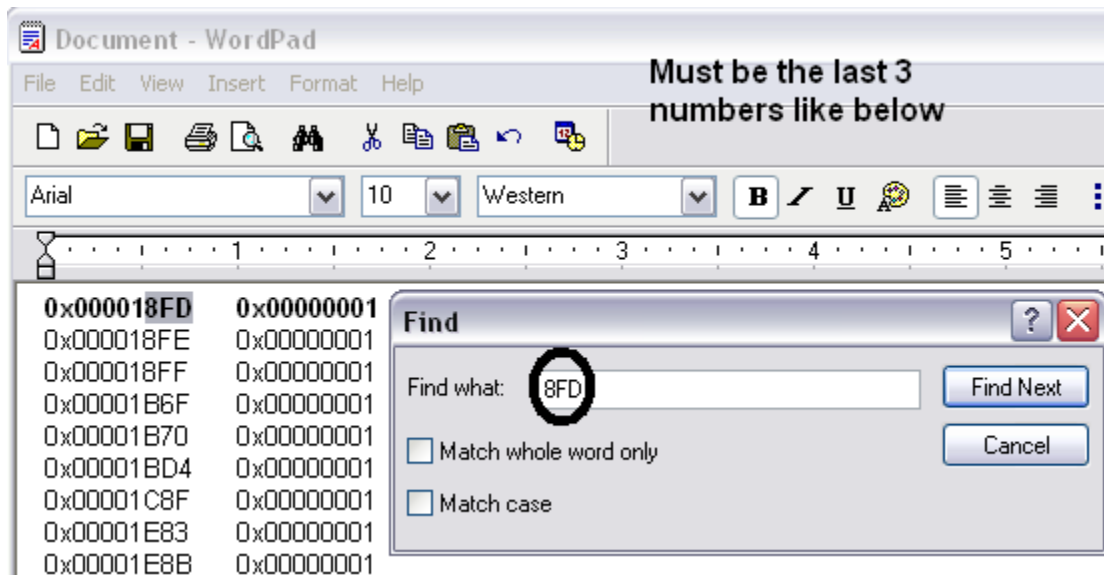 Document - WordPad
File Edit View Insert Format Help
Must be the last 3
numbers like below
Arial 10 Western B I U
1 2 3 4 5
0x000018FD 0x00000001
0x000018FE 0x00000001
0x000018FF 0x00000001
0x00001B6F 0x00000001
0x00001B70 0x00000001
0x00001BD4 0x00000001
0x00001C8F 0x00000001
0x00001E83 0x00000001
0x00001E8B 0x00000001
Find
Find what: 8FD Find Next
Match whole word only Cancel
Match case